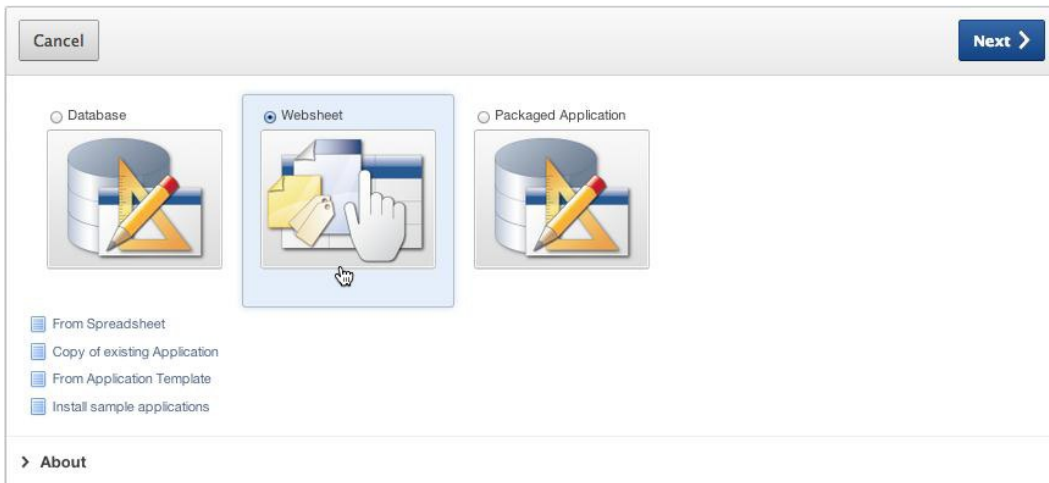 Cancel
Next
Database
Websheet
Packaged Application
From Spreadsheet
Copy of existing Application
From Application Template
Install sample applications
About